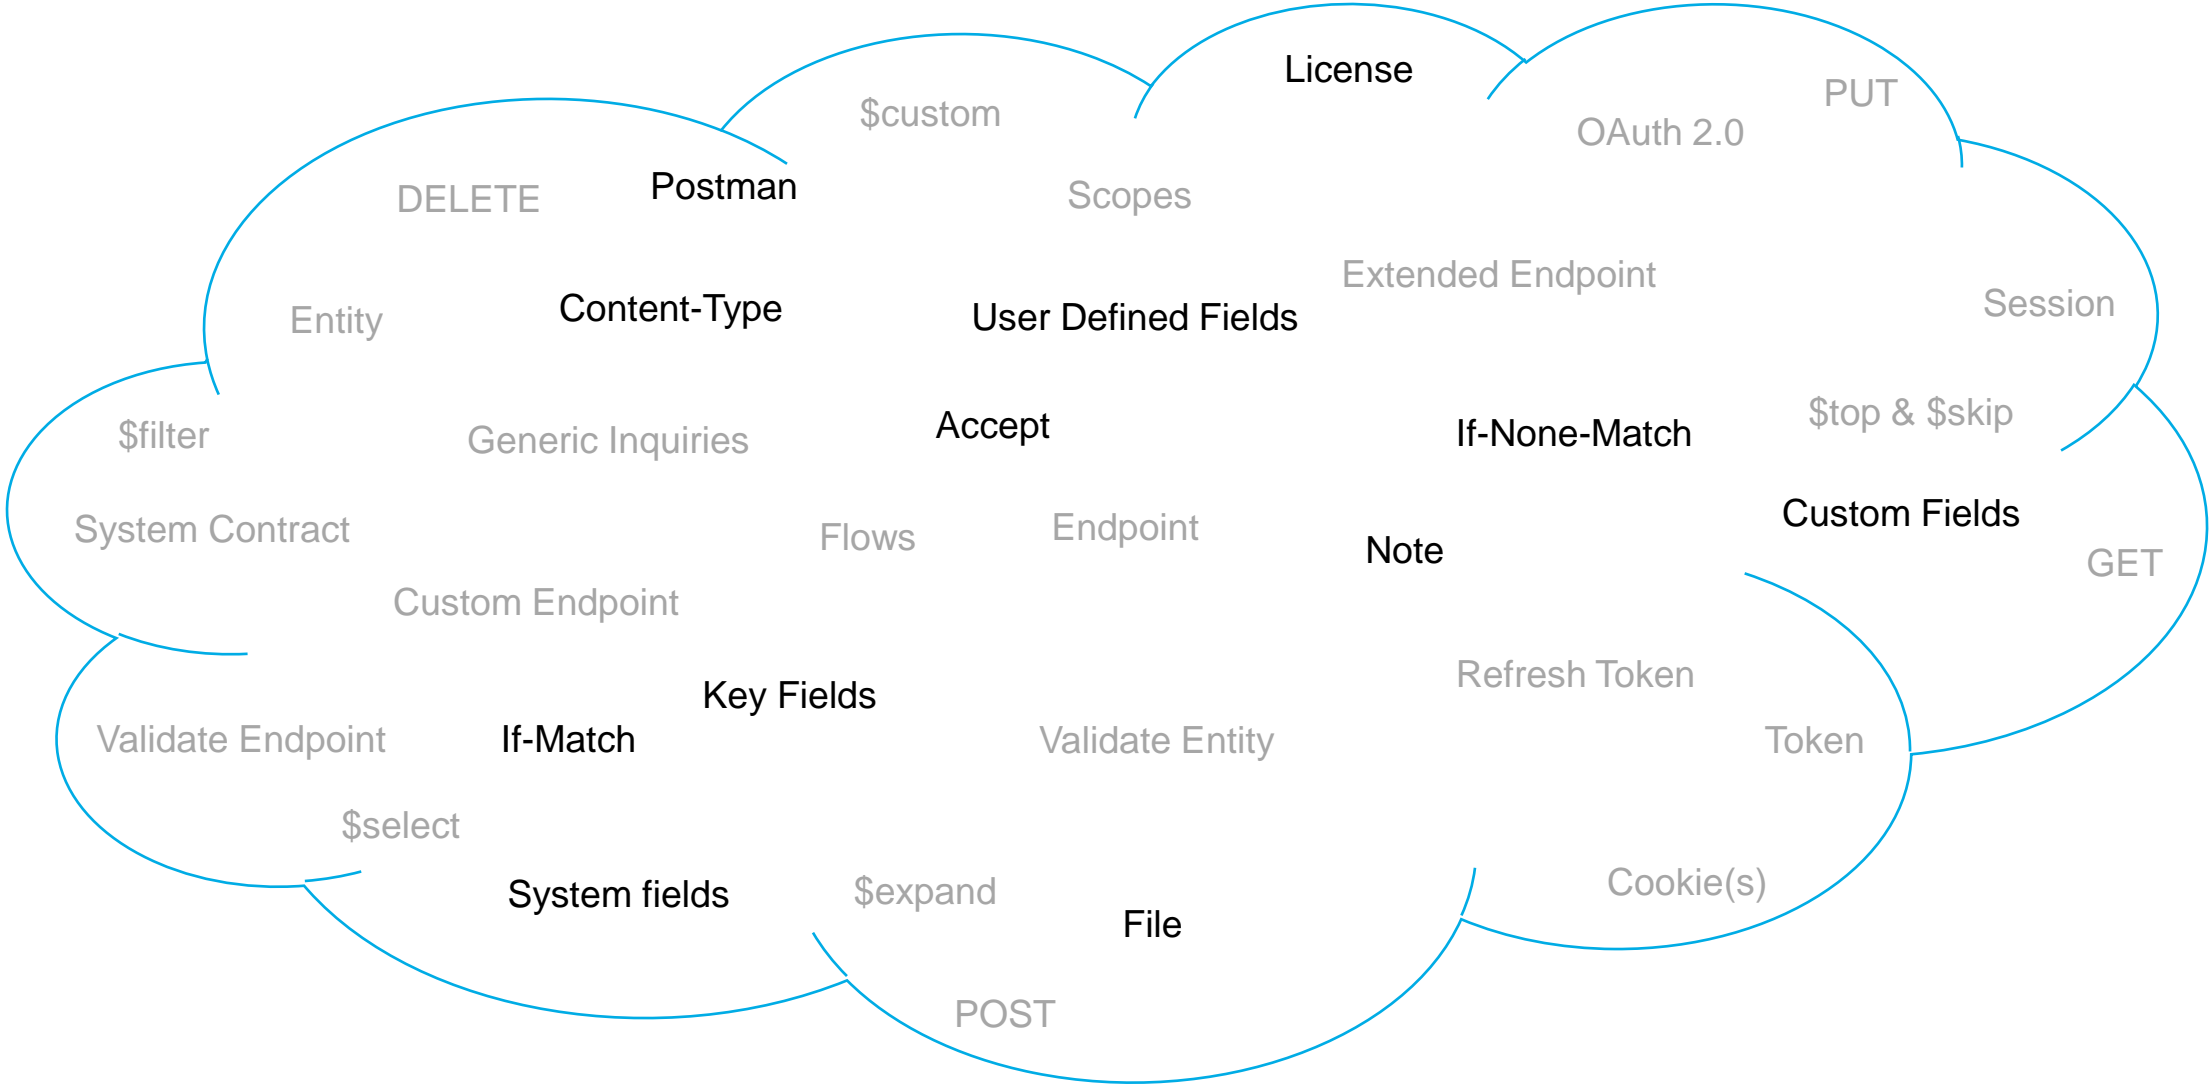 License
PUT
$custom
OAuth 2.0
Postman
DELETE
Scopes
Extended Endpoint
Session
Content-Type
User Defined Fields
Entity
$top & $skip
Accept
If-None-Match
$filter
Generic Inquiries
Custom Fields
System Contract
Endpoint
Flows
Note
GET
Custom Endpoint
Refresh Token
Key Fields
Validate Endpoint
If-Match
Validate Entity
Token
$select
Cookie(s)
$expand
System fields
File
POST